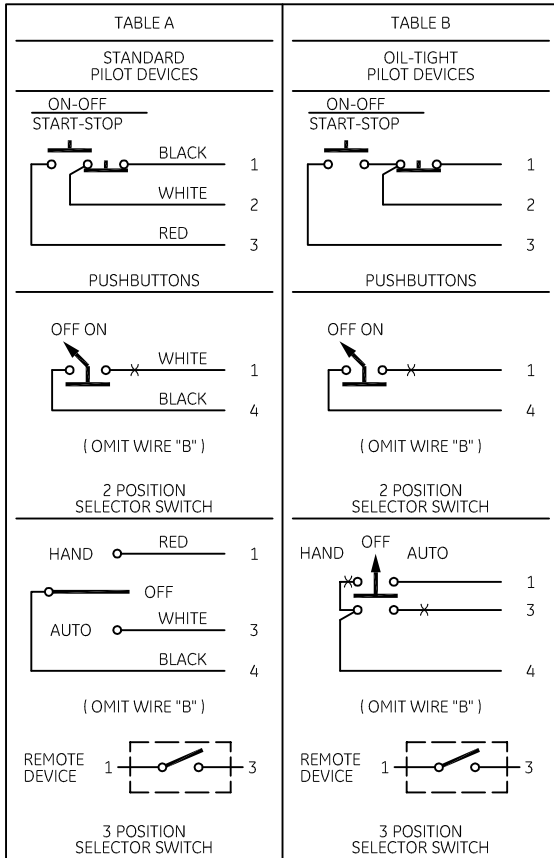 TABLE A
STANDARD
PILOT DEVICES
ON-OFF
START-STOP
BLACK 1
WHITE 2
RED 3
PUSHBUTTONS
OFF ON
WHITE 1
BLACK 4
( OMIT WIRE "B" )
2 POSITION
SELECTOR SWITCH
HAND RED 1
OFF
AUTO WHITE 3
BLACK 4
( OMIT WIRE "B" )
REMOTE
DEVICE 1 3
3 POSITION
SELECTOR SWITCH
TABLE B
OIL-TIGHT
PILOT DEVICES
ON-OFF
START-STOP
1
2
3
PUSHBUTTONS
OFF ON
1
4
( OMIT WIRE "B" )
2 POSITION
SELECTOR SWITCH
HAND OFF AUTO
1
3
4
( OMIT WIRE "B" )
REMOTE
DEVICE 1 3
3 POSITION
SELECTOR SWITCH